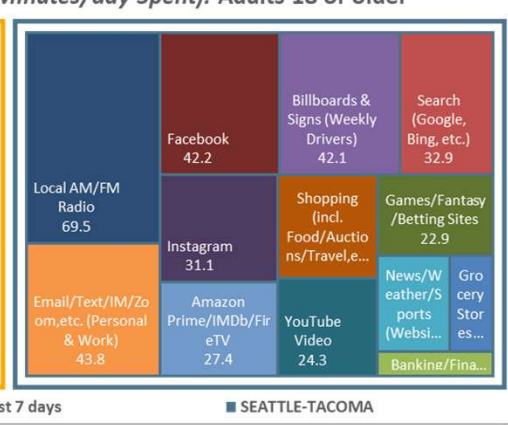 Minutes/day Spent): Adults 18 or older
Local AM/FM
Radio
69.5
Email/Text/IM/Zo
om,etc. (Personal
& Work)
43.8
Facebook
42.2
Instagram
31.1
Amazon
Prime/IMDb/Fir
eTV
27.4
Billboards &
Signs (Weekly
Drivers)
42.1
Search
(Google,
Bing, etc.)
32.9
Shopping
(incl.
Food/Auctio
ns/Travel,e...
YouTube
Video
24.3
Games/Fantasy
/Betting Sites
22.9
News/W
eather/S
ports
(Websi...
Gro
cery
Stor
es...
Banking/Fina...
st 7 days
SEATTLE-TACOMA